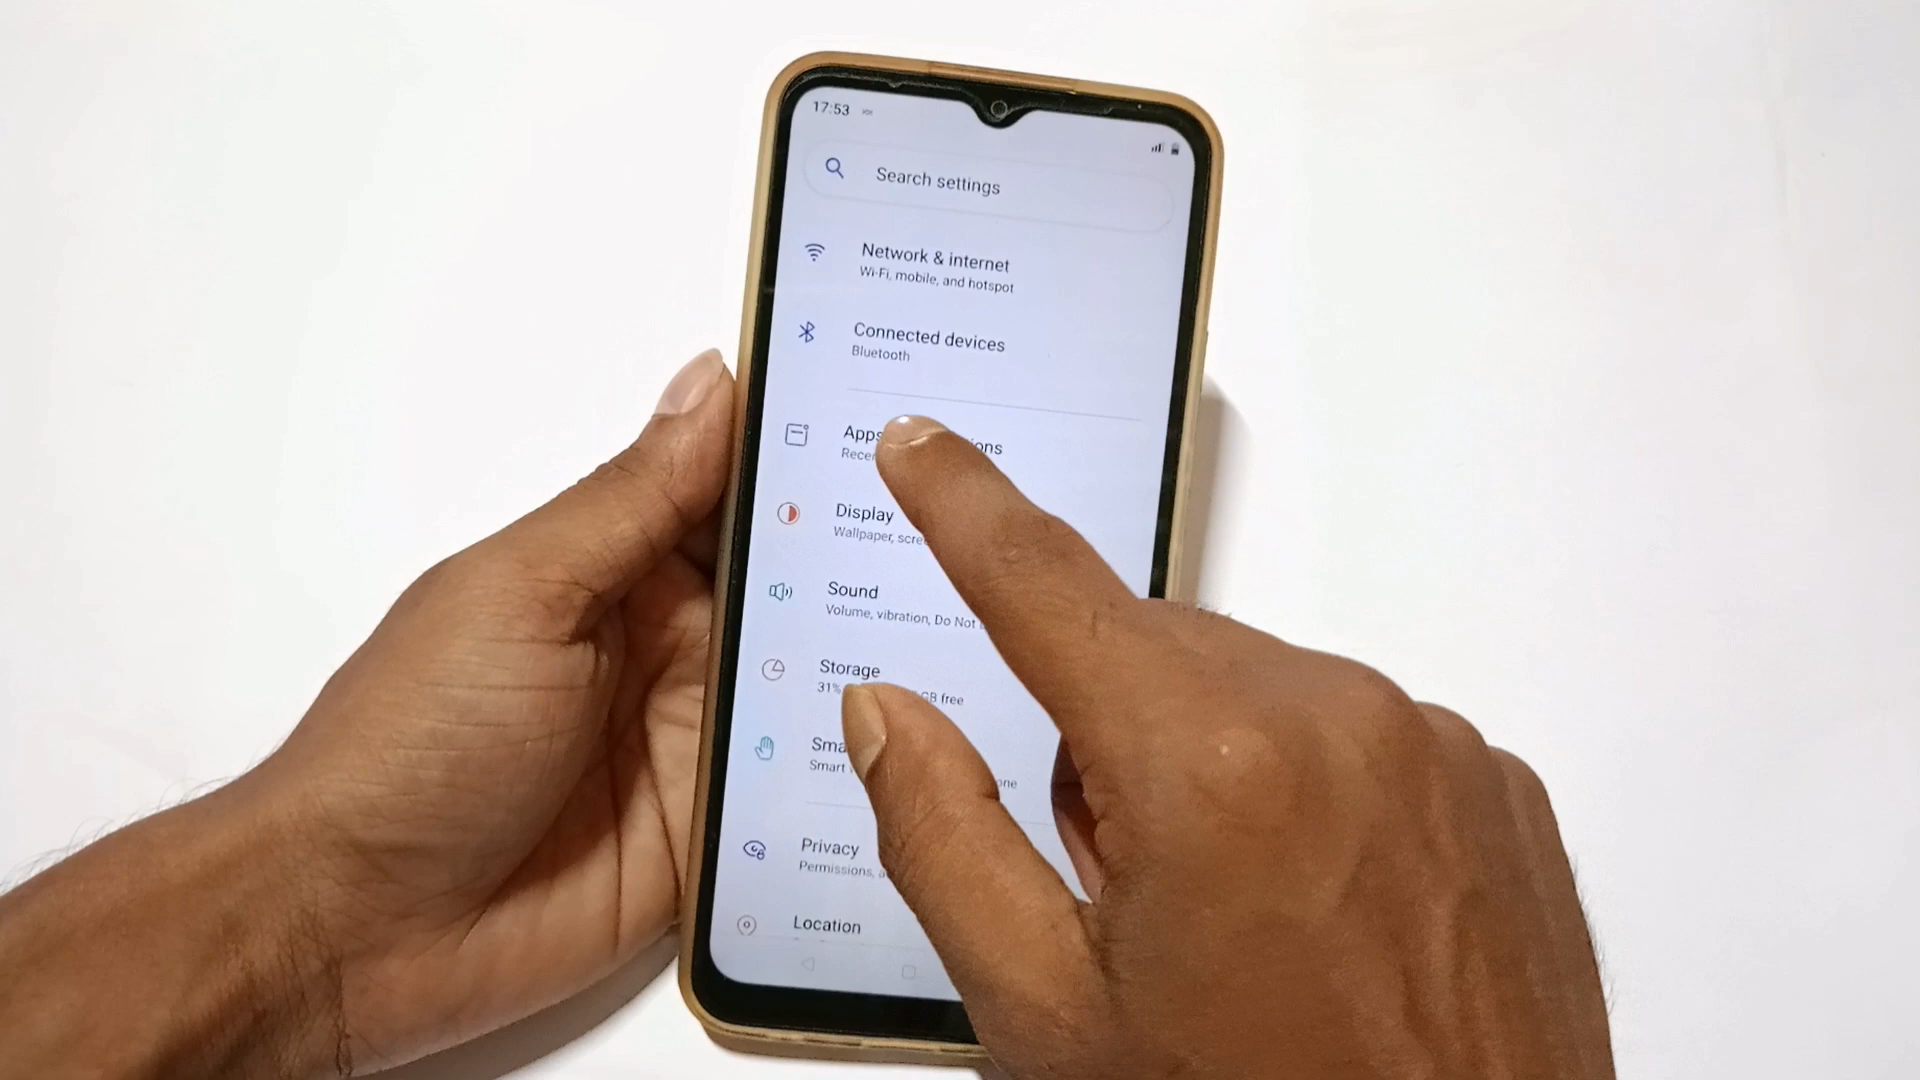 17:53
Search settings
Network & internet
Wi-Fi, mobile, and hotspot
Connected devices
Bluetooth
Apps
Display
Wallpaper,
Sound
Volume, vibration, Do Not
Storage
31% GB free
Smart
Privacy
Permissions,
Location